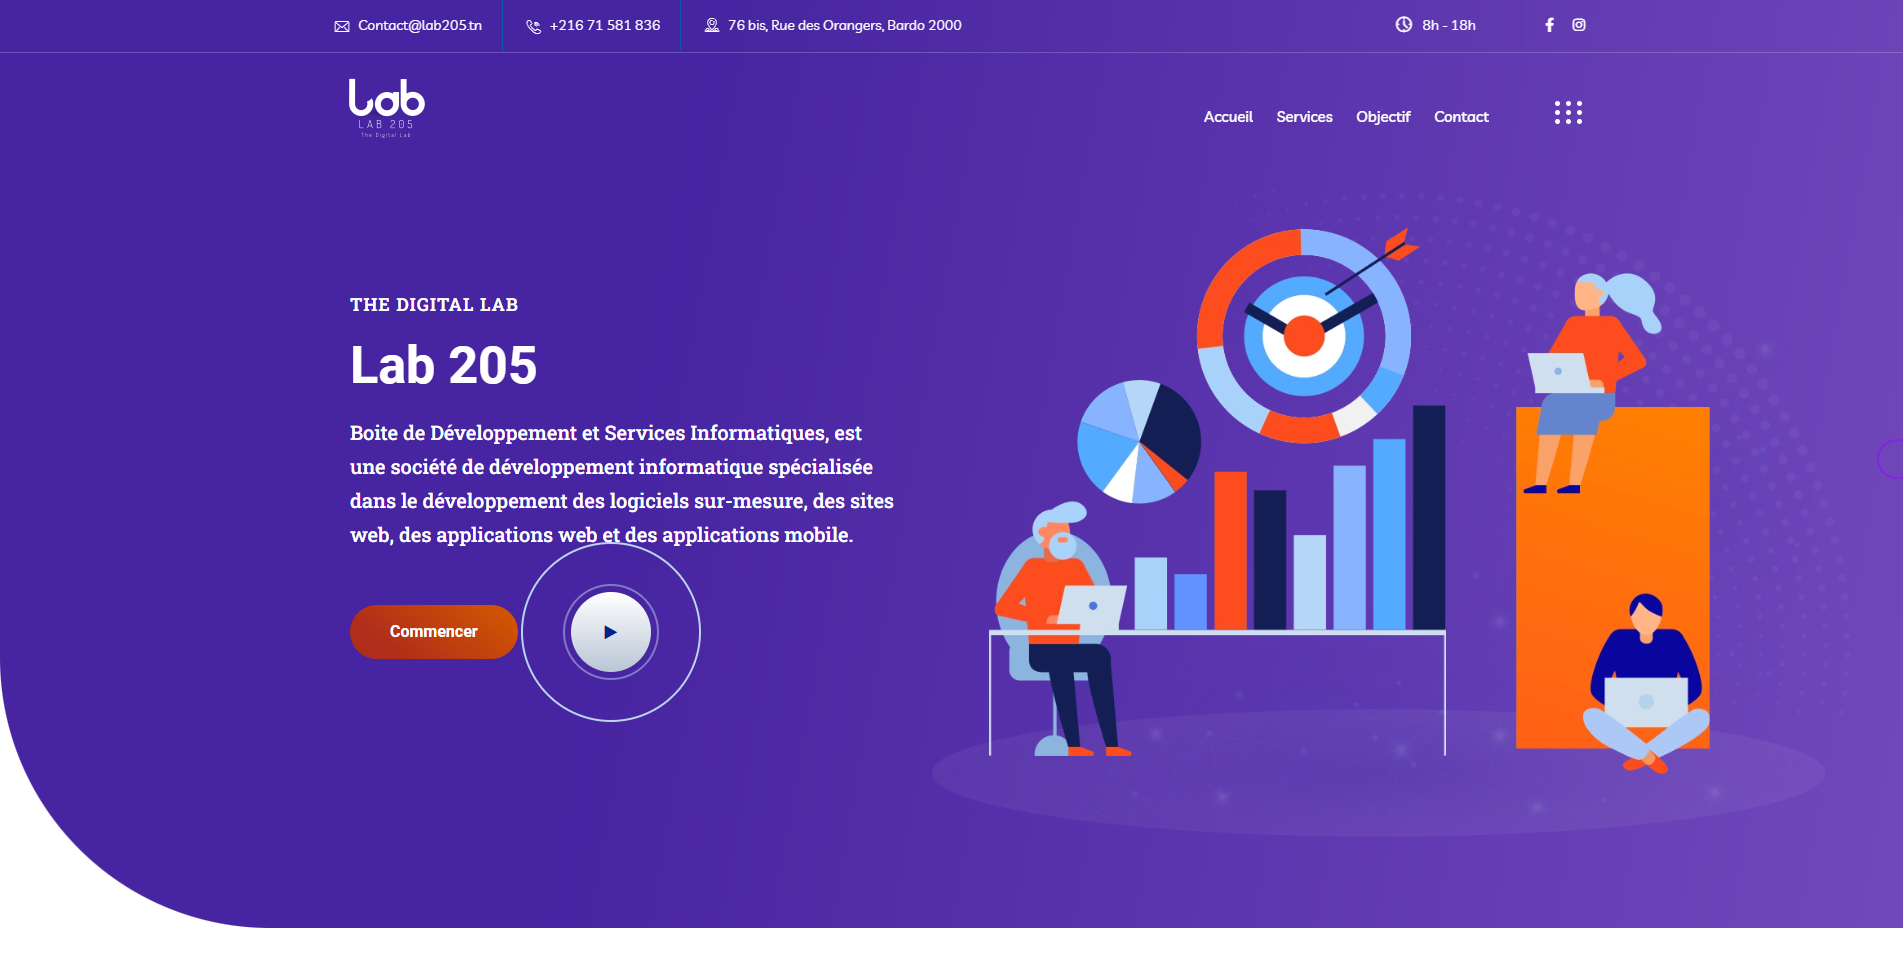 Contact@lab205.tn
+216 71 581 836
76 bis, Rue des Orangers, Bardo 2000
8h - 18h
Lab
LAB 205
The Digital Lab
Accueil
Services
Objectif
Contact
THE DIGITAL LAB
Lab 205
Boite de Développement et Services Informatiques, est
une société de développement informatique spécialisée
dans le développement des logiciels sur-mesure, des sites
web, des applications web et des applications mobile.
Commencer